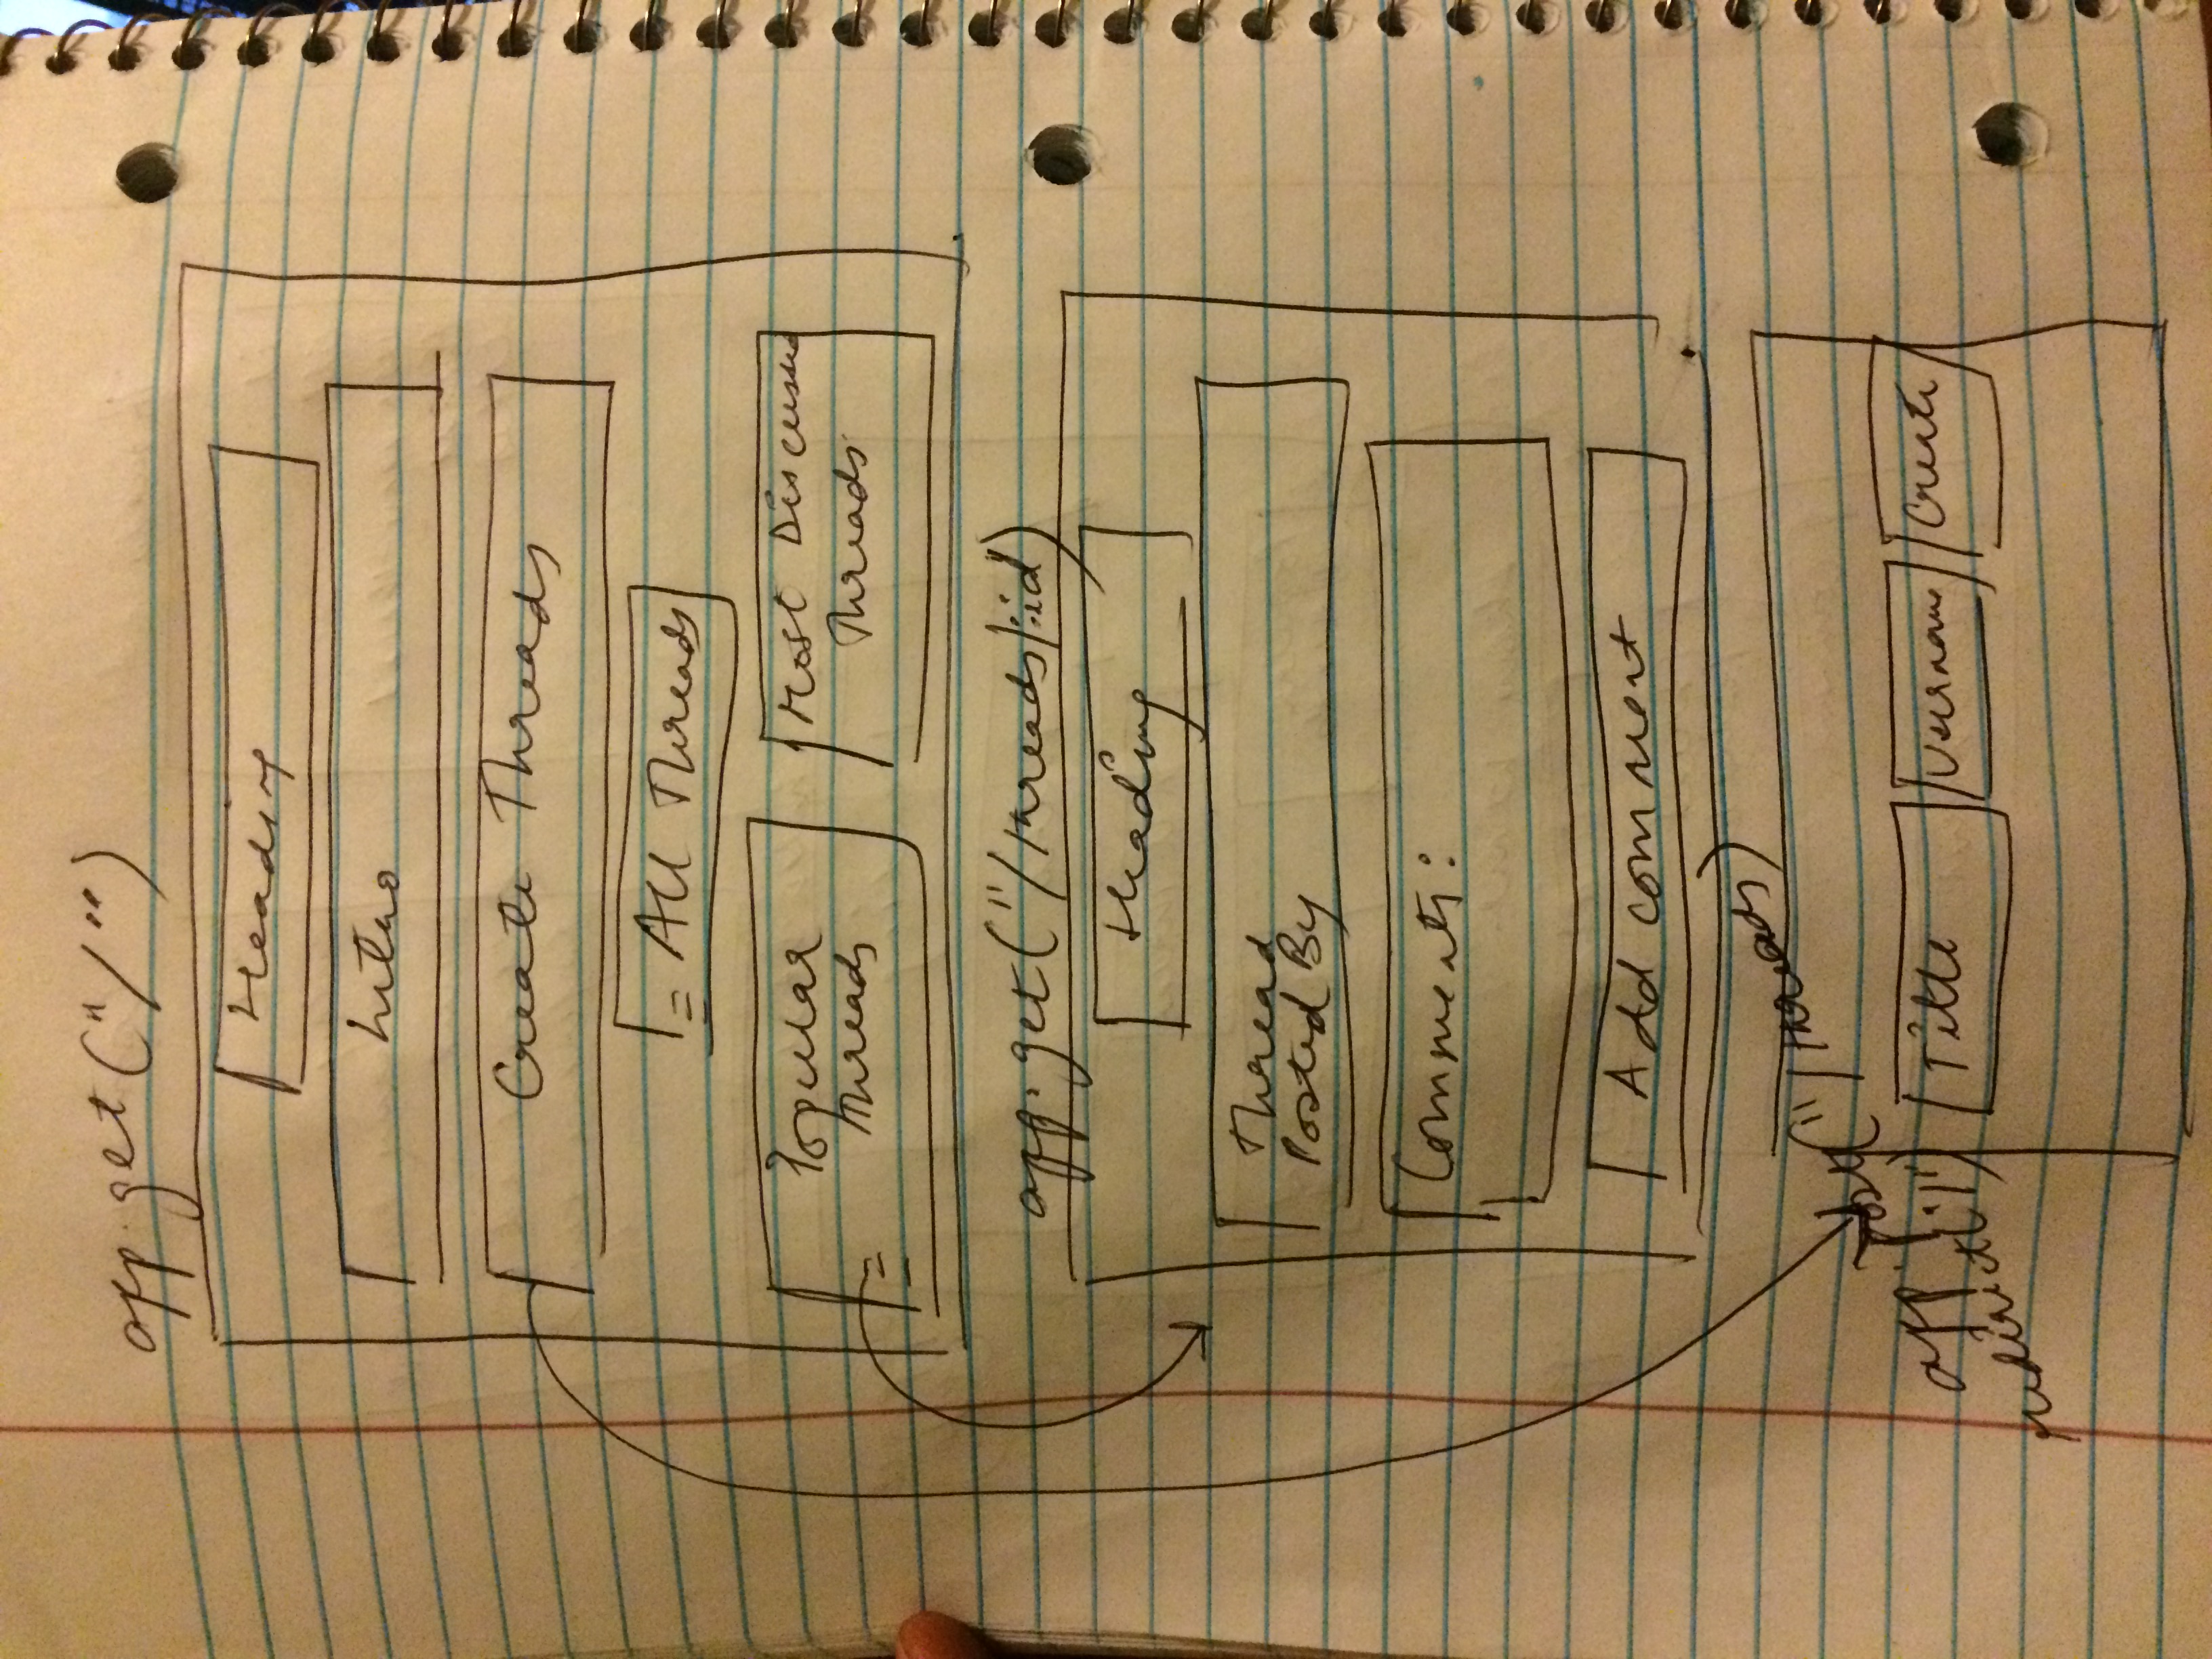 app.get("/")
Heading
Intro
Create Threads
= All Threads
Popular
Threads
Most Discussed
Threads
app.get("/threads/:id")
Heading
Thread
Posted By
Comments:
Add comment
app.post("/threads)
redirect('/')
Title
Username
Create